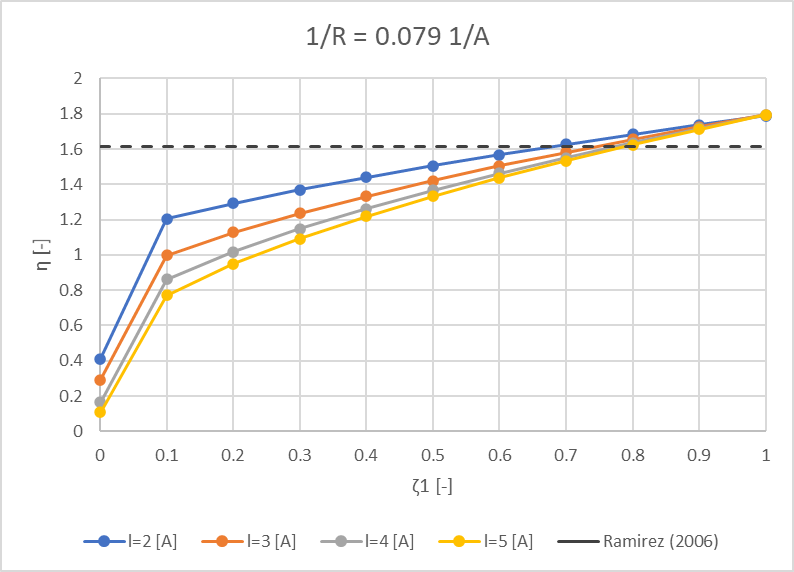 1/R = 0.079 1/A
2
1.8
1.6
1.4
1.2
1
0.8
0.6
0.4
0.2
0
η [-]
0 0.1 0.2 0.3 0.4 0.5 0.6 0.7 0.8 0.9 1
ζ1 [-]
l=2 [A] l=3 [A] l=4 [A] l=5 [A] Ramirez (2006)